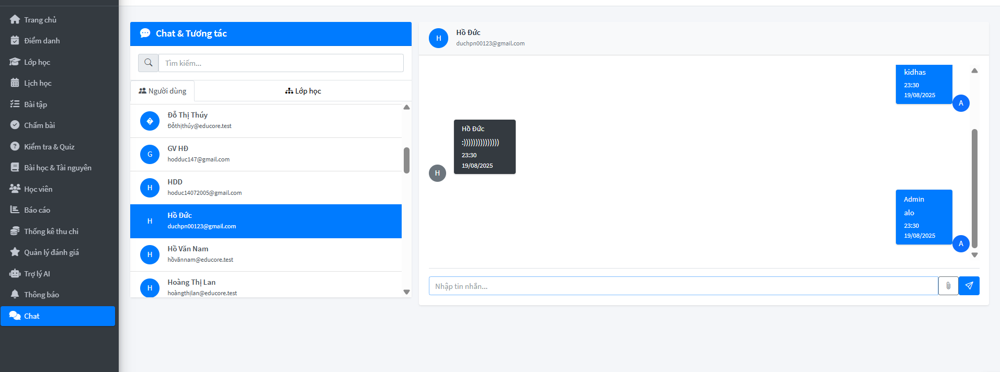 Trang chủ
Điểm danh
Lớp học
Lịch học
Bài tập
Chấm bài
Kiểm tra & Quiz
Bài học & Tài nguyên
Học viên
Báo cáo
Thống kê thu chi
Quản lý đánh giá
Trợ lý AI
Thông báo
Chat
Chat & Tương tác
Tìm kiếm...
Người dùng
Lớp học
�
Đỗ Thị Thúy
Đỗthịthúy@educore.test
G
GV HĐ
hodduc147@gmail.com
H
HDD
hoduc14072005@gmail.com
H
Hồ Đức
duchpn00123@gmail.com
H
Hồ Văn Nam
hồvănnam@educore.test
H
Hoàng Thị Lan
hoàngthịlan@educore.test
H
Hồ Đức
duchpn00123@gmail.com
kidhas
23:30
19/08/2025
A
Hồ Đức
:)))))))))))))))
23:30
19/08/2025
H
Admin
alo
23:30
19/08/2025
A
Nhập tin nhắn...